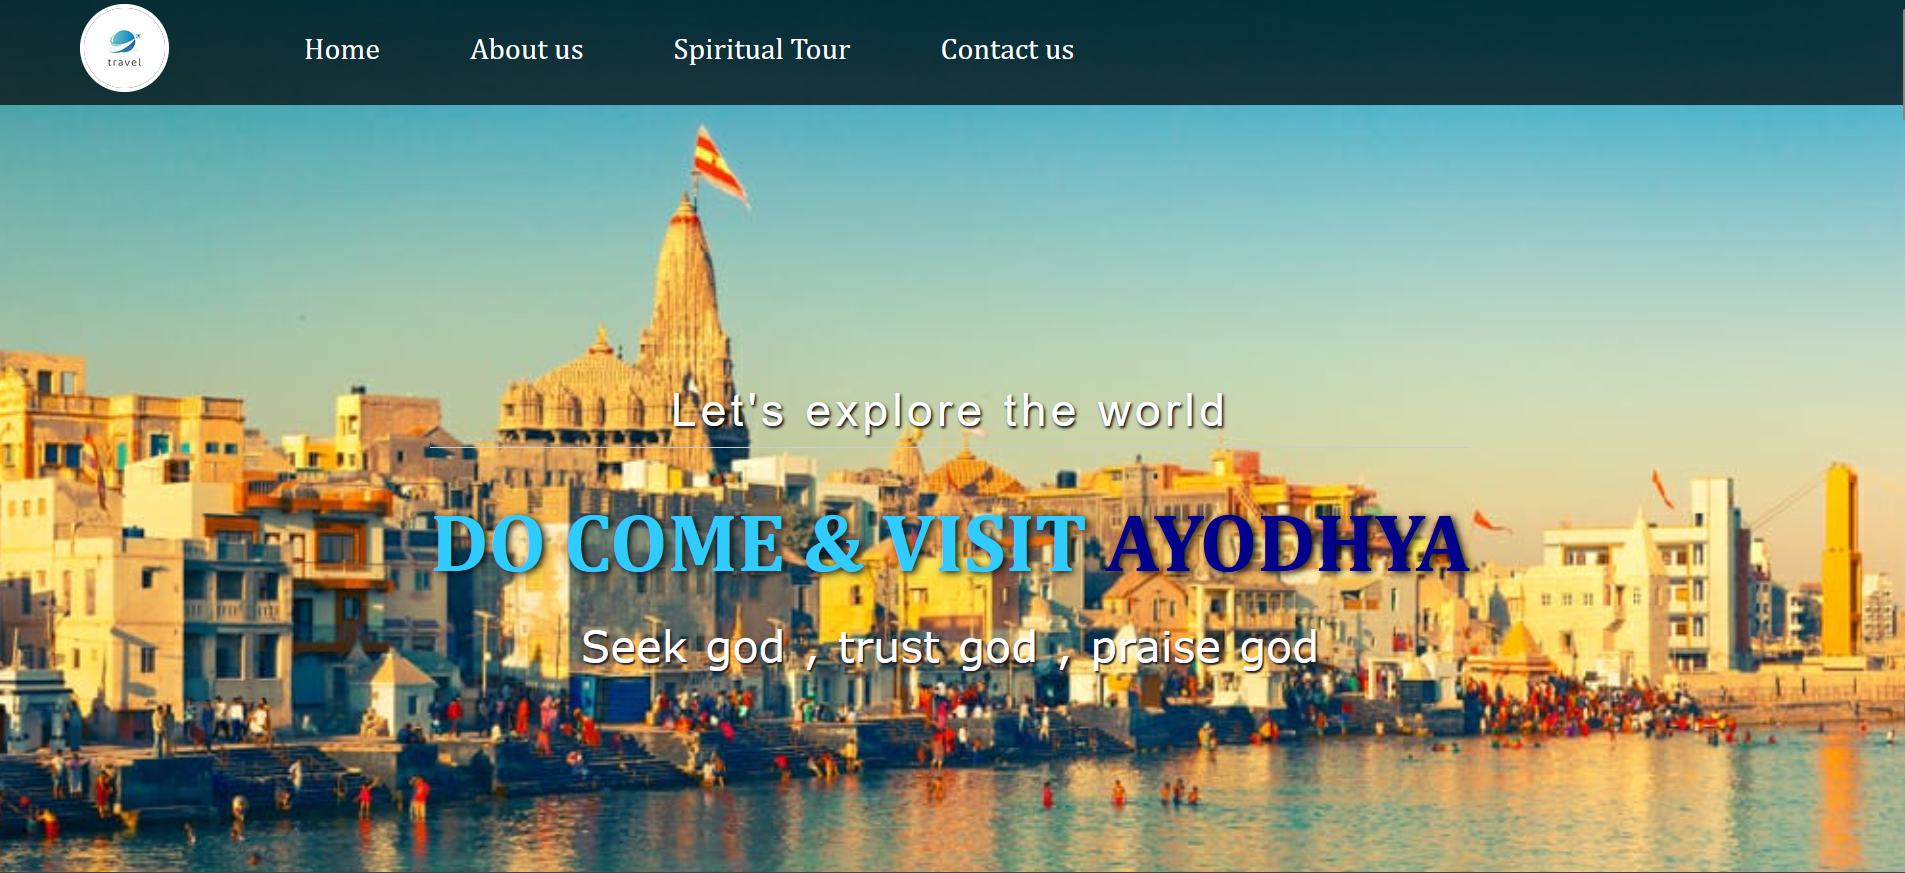 travel
Home About us Spiritual Tour Contact us
Let's explore the world
DO COME & VISIT AYODHYA
Seek god , trust god , praise god